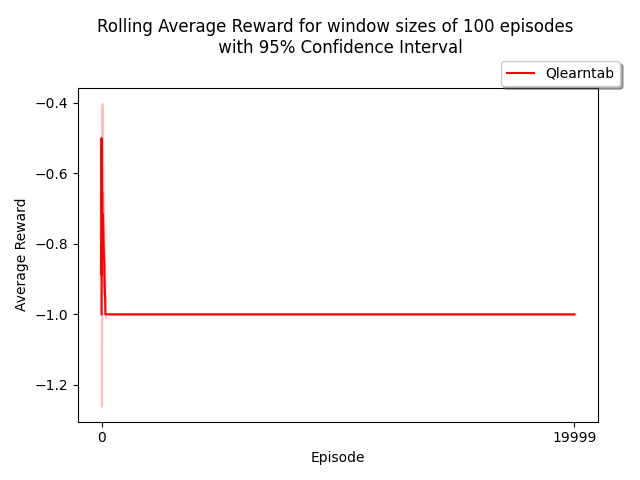 Rolling Average Reward for window sizes of 100 episodes
with 95% Confidence Interval
Qlearntab
Average Reward
−0.4
−0.6
−0.8
−1.0
−1.2
0
19999
Episode